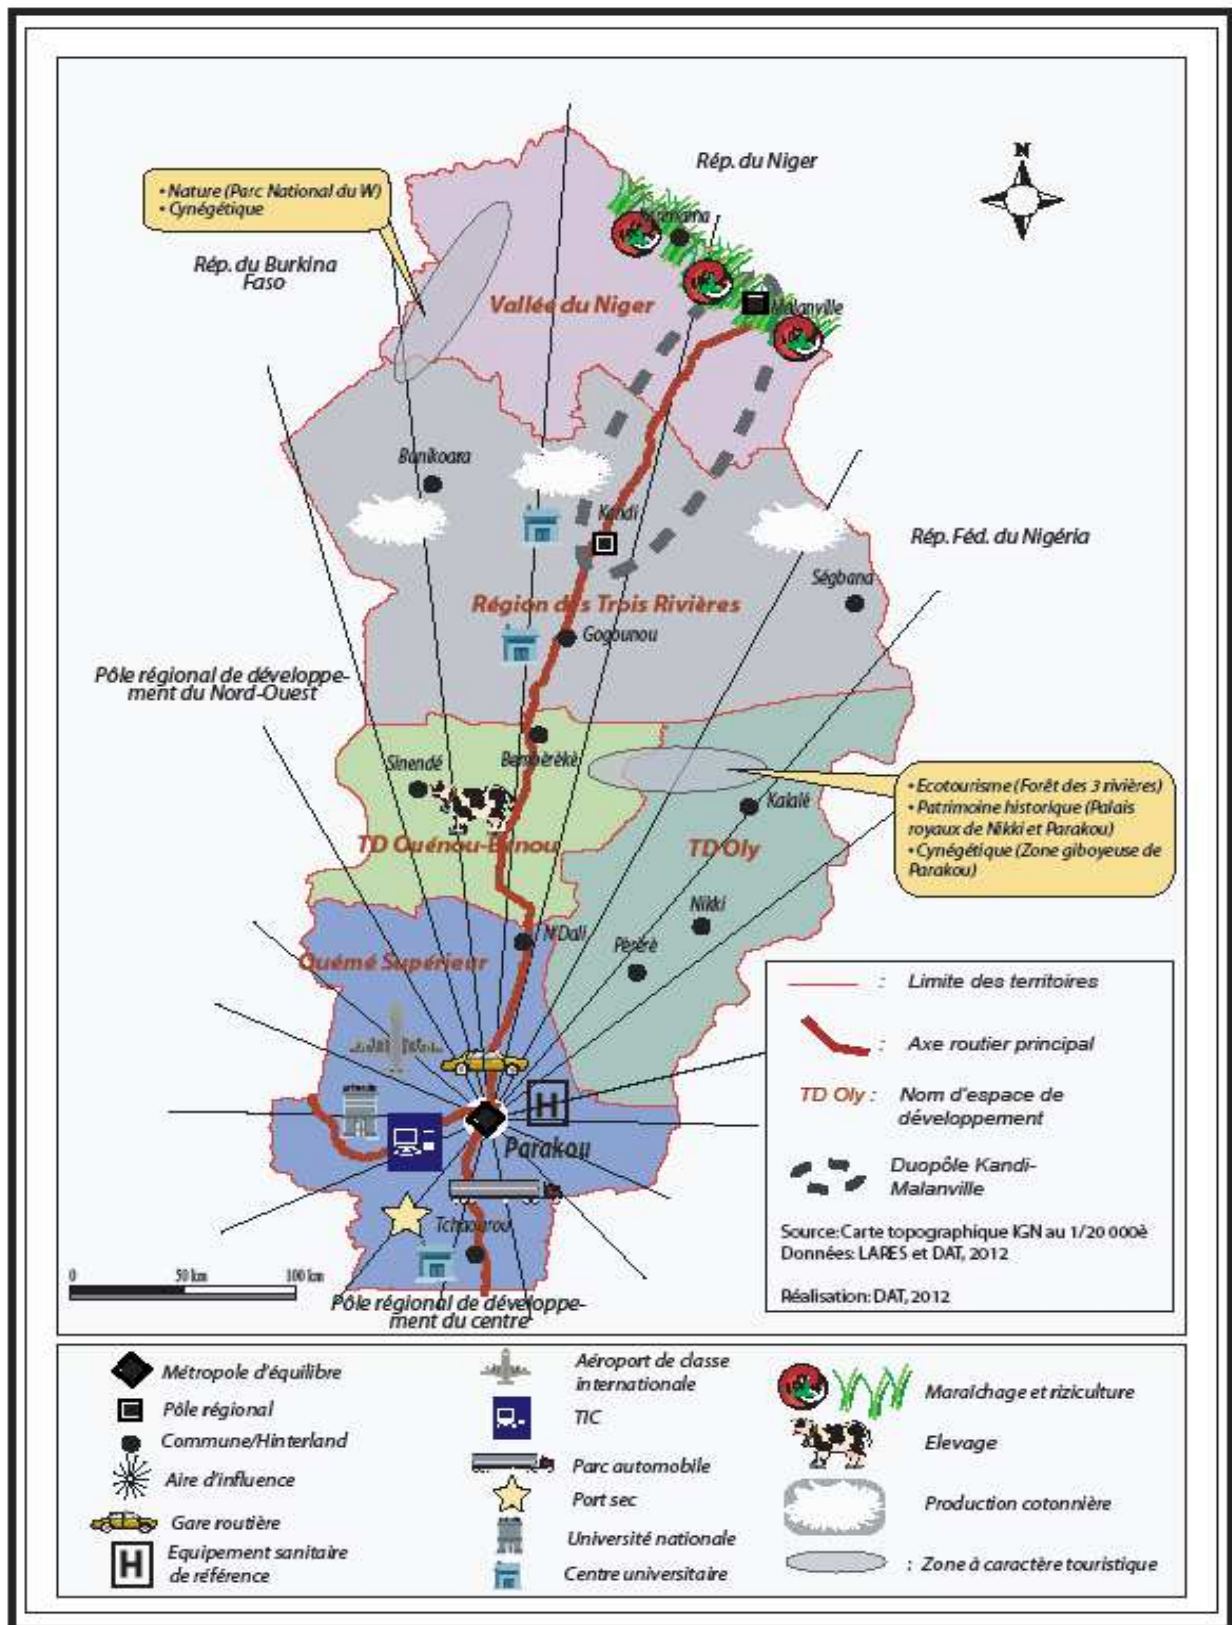 N
Rép. du Niger
• Nature (Parc National du W)
• Cynégétique
Rép. du Burkina
Faso
Vallée du Niger
Malanville
Banikoara
Kandi
Rép. Féd. du Nigéria
Ségbana
Région des Trois Rivières
Gogounou
Pôle régional de développe-
ment du Nord-Ouest
Bembèrèkè
Sinendé
• Ecotourisme (Forêt des 3 rivières)
• Patrimoine historique (Palais
royaux de Nikki et Parakou)
• Cynégétique (Zone giboyeuse de
Parakou)
Kalalé
TD Ouénou-Bénou
TD Oly
Nikki
N'Dali
Pèrèrè
Ouémé Supérieur
H
Parakou
Tchaourou
0 50 km 100 km
Pôle régional de développe-
ment du centre
: Limite des territoires
: Axe routier principal
TD Oly : Nom d'espace de
développement
Duopôle Kandi-
Malanville
Source: Carte topographique IGN au 1/20 000è
Données: LARES et DAT, 2012
Réalisation: DAT, 2012
Métropole d'équilibre
Pôle régional
Commune/Hinterland
Aire d'influence
Gare routière
H Equipement sanitaire
de référence
Aéroport de classe
internationale
TIC
Parc automobile
Port sec
Université nationale
Centre universitaire
Maraîchage et riziculture
Elevage
Production cotonnière
: Zone à caractère touristique